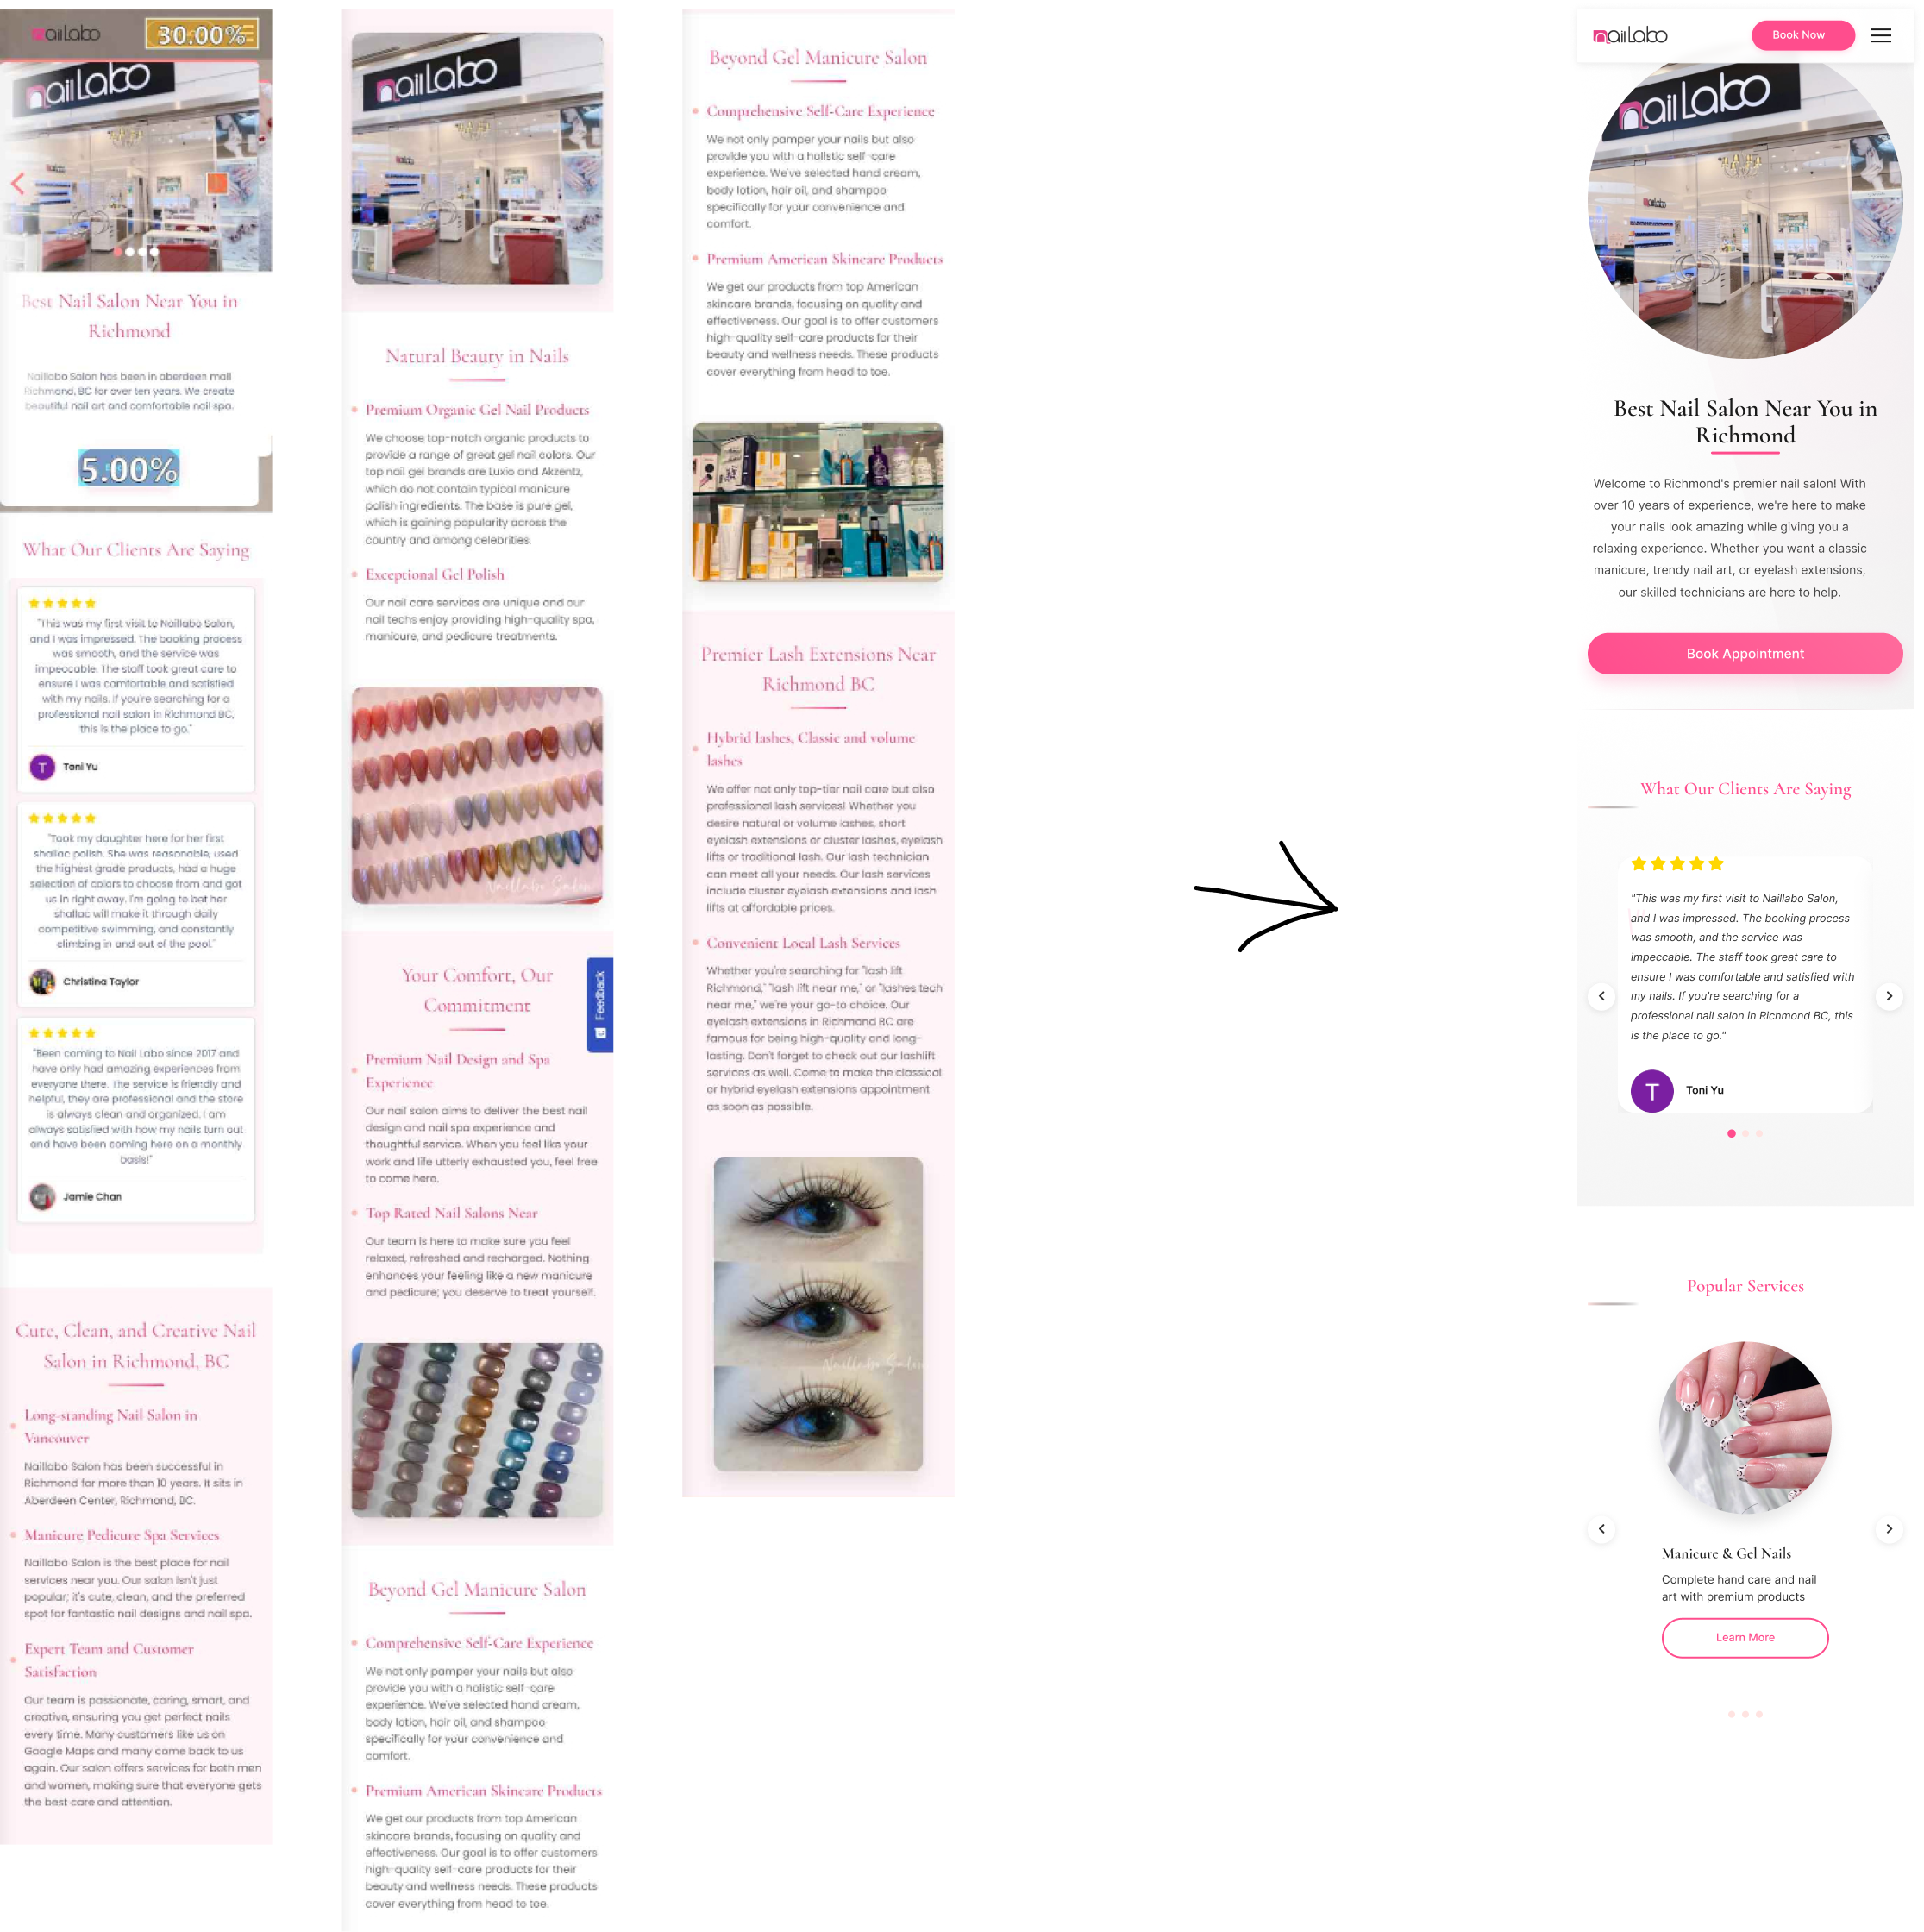 nailLabo
30.00%
nailLabo
Best Nail Salon Near You in
Richmond
Naillabo Salon has been in aberdeen mall
Richmond, BC for over ten years. We create
beautiful nail art and comfortable nail spa.
5.00%
What Our Clients Are Saying
"This was my first visit to Naillabo Salon,
and I was impressed. The booking process
was smooth, and the service was
impeccable. The staff took great care to
ensure I was comfortable and satisfied
with my nails. If you're searching for a
professional nail salon in Richmond BC,
this is the place to go."
T
Toni Yu
"Took my daughter here for her first
shallac polish. She was reasonable, used
the highest grade products, had a huge
selection of colors to choose from and got
us in right away. I'm going to bet her
shallac will make it through daily
competitive swimming, and constantly
climbing in and out of the pool."
Christina Taylor
"Been coming to Nail Labo since 2017 and
have only had amazing experiences from
everyone there. The service is friendly and
helpful, they are professional and the store
is always clean and organized. I am
always satisfied with how my nails turn out
and have been coming here on a monthly
basis!"
Jamie Chan
Cute, Clean, and Creative Nail
Salon in Richmond, BC
Long-standing Nail Salon in
Vancouver
Naillabo Salon has been successful in
Richmond for more than 10 years. It sits in
Aberdeen Center, Richmond, BC.
Manicure Pedicure Spa Services
Naillabo Salon is the best place for nail
services near you. Our salon isn't just
popular; it's cute, clean, and the preferred
spot for fantastic nail designs and nail spa.
Expert Team and Customer
Satisfaction
Our team is passionate, caring, smart, and
creative, ensuring you get perfect nails
every time. Many customers like us on
Google Maps and many come back to us
again. Our salon offers services for both men
and women, making sure that everyone gets
the best care and attention.
nailLabo
Natural Beauty in Nails
Premium Organic Gel Nail Products
We choose top-notch organic products to
provide a range of great gel nail colors. Our
top nail gel brands are Luxio and Akzentz,
which do not contain typical manicure
polish ingredients. The base is pure gel,
which is gaining popularity across the
country and among celebrities.
Exceptional Gel Polish
Our nail care services are unique and our
nail techs enjoy providing high-quality spa,
manicure, and pedicure treatments.
Naillabo Salon
Your Comfort, Our
Commitment
Feedback
Premium Nail Design and Spa
Experience
Our nail salon aims to deliver the best nail
design and nail spa experience and
thoughtful service. When you feel like your
work and life utterly exhausted you, feel free
to come here.
Top Rated Nail Salons Near
Our team is here to make sure you feel
relaxed, refreshed and recharged. Nothing
enhances your feeling like a new manicure
and pedicure; you deserve to treat yourself.
Beyond Gel Manicure Salon
Comprehensive Self-Care Experience
We not only pamper your nails but also
provide you with a holistic self-care
experience. We've selected hand cream,
body lotion, hair oil, and shampoo
specifically for your convenience and
comfort.
Premium American Skincare Products
We get our products from top American
skincare brands, focusing on quality and
effectiveness. Our goal is to offer customers
high-quality self-care products for their
beauty and wellness needs. These products
cover everything from head to toe.
Beyond Gel Manicure Salon
Comprehensive Self-Care Experience
We not only pamper your nails but also
provide you with a holistic self-care
experience. We've selected hand cream,
body lotion, hair oil, and shampoo
specifically for your convenience and
comfort.
Premium American Skincare Products
We get our products from top American
skincare brands, focusing on quality and
effectiveness. Our goal is to offer customers
high-quality self-care products for their
beauty and wellness needs. These products
cover everything from head to toe.
Premier Lash Extensions Near
Richmond BC
Hybrid lashes, Classic and volume
lashes
We offer not only top-tier nail care but also
professional lash services! Whether you
desire natural or volume lashes, short
eyelash extensions or cluster lashes, eyelash
lifts or traditional lash. Our lash technician
can meet all your needs. Our lash services
include cluster eyelash extensions and lash
lifts at affordable prices.
Convenient Local Lash Services
Whether you're searching for "lash lift
Richmond," "lash lift near me," or "lashes tech
near me," we're your go-to choice. Our
eyelash extensions in Richmond BC are
famous for being high-quality and long-
lasting. Don't forget to check out our lashlift
services as well. Come to make the classical
or hybrid eyelash extensions appointment
as soon as possible.
Naillabo Salon
nailLabo
Book Now
nailLabo
Best Nail Salon Near You in
Richmond
Welcome to Richmond's premier nail salon! With
over 10 years of experience, we're here to make
your nails look amazing while giving you a
relaxing experience. Whether you want a classic
manicure, trendy nail art, or eyelash extensions,
our skilled technicians are here to help.
Book Appointment
What Our Clients Are Saying
"This was my first visit to Naillabo Salon,
and I was impressed. The booking process
was smooth, and the service was
impeccable. The staff took great care to
ensure I was comfortable and satisfied with
my nails. If you're searching for a
professional nail salon in Richmond BC, this
is the place to go."
T
Toni Yu
Popular Services
Manicure & Gel Nails
Complete hand care and nail
art with premium products
Learn More